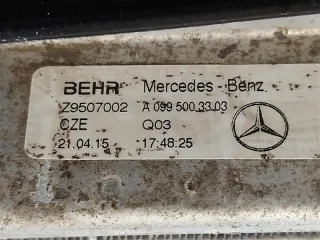 BEHR Mercedes - Benz
Z9507002 A 099 500 33 03
CZE Q03
21.04.15 17:48:25